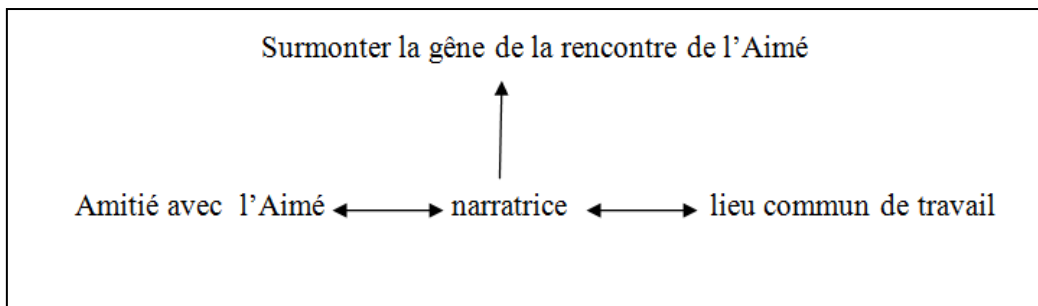 Surmonter la gêne de la rencontre de l’Aimé
Amitié avec l’Aimé narratrice lieu commun de travail